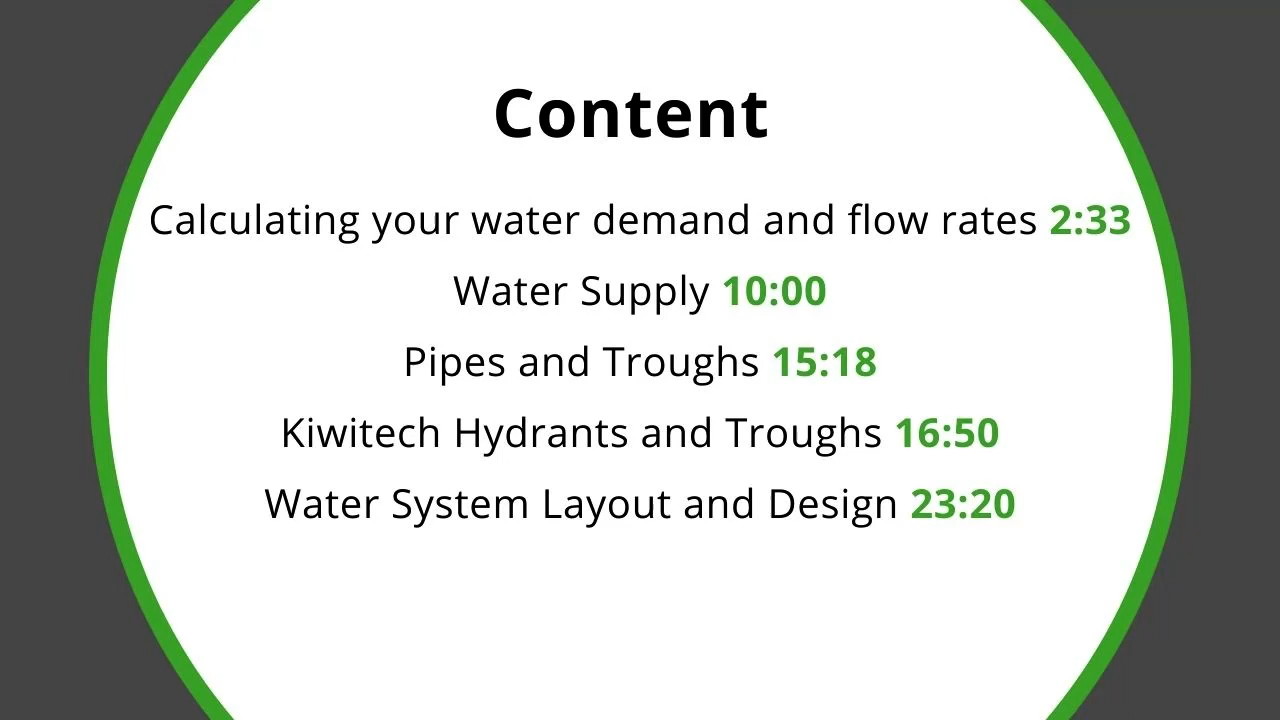 Content
Calculating your water demand and flow rates 2:33
Water Supply 10:00
Pipes and Troughs 15:18
Kiwitech Hydrants and Troughs 16:50
Water System Layout and Design 23:20